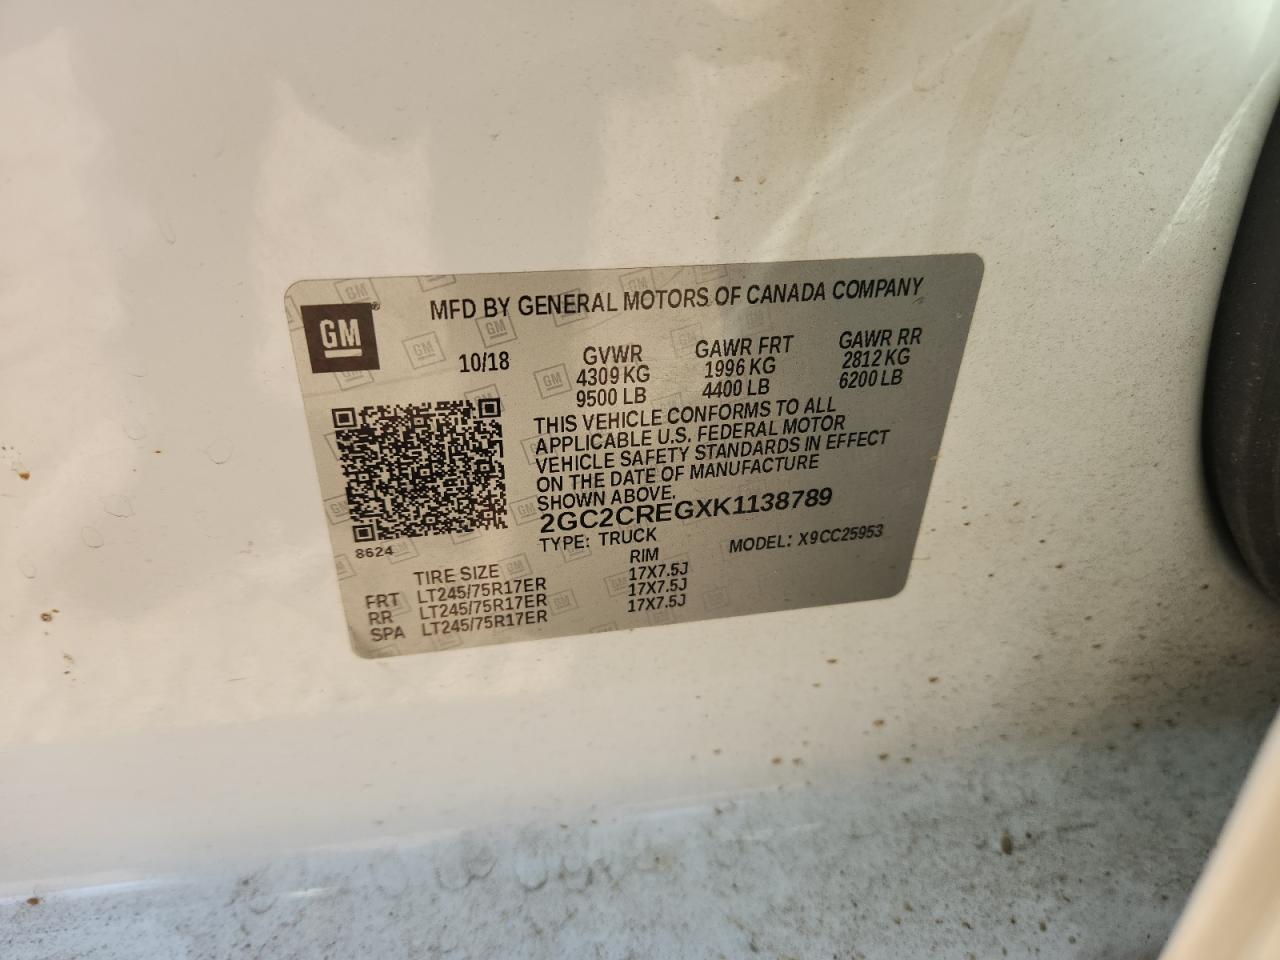 GM
MFD BY GENERAL MOTORS OF CANADA COMPANY
10/18 GVWR GAWR FRT GAWR RR
4309 KG 1996 KG 2812 KG
9500 LB 4400 LB 6200 LB
THIS VEHICLE CONFORMS TO ALL
APPLICABLE U.S. FEDERAL MOTOR
VEHICLE SAFETY STANDARDS IN EFFECT
ON THE DATE OF MANUFACTURE
SHOWN ABOVE.
2GC2CREGXK1138789
8624
TYPE: TRUCK MODEL: X9CC25953
TIRE SIZE RIM
FRT LT245/75R17ER 17X7.5J
RR LT245/75R17ER 17X7.5J
SPA LT245/75R17ER 17X7.5J